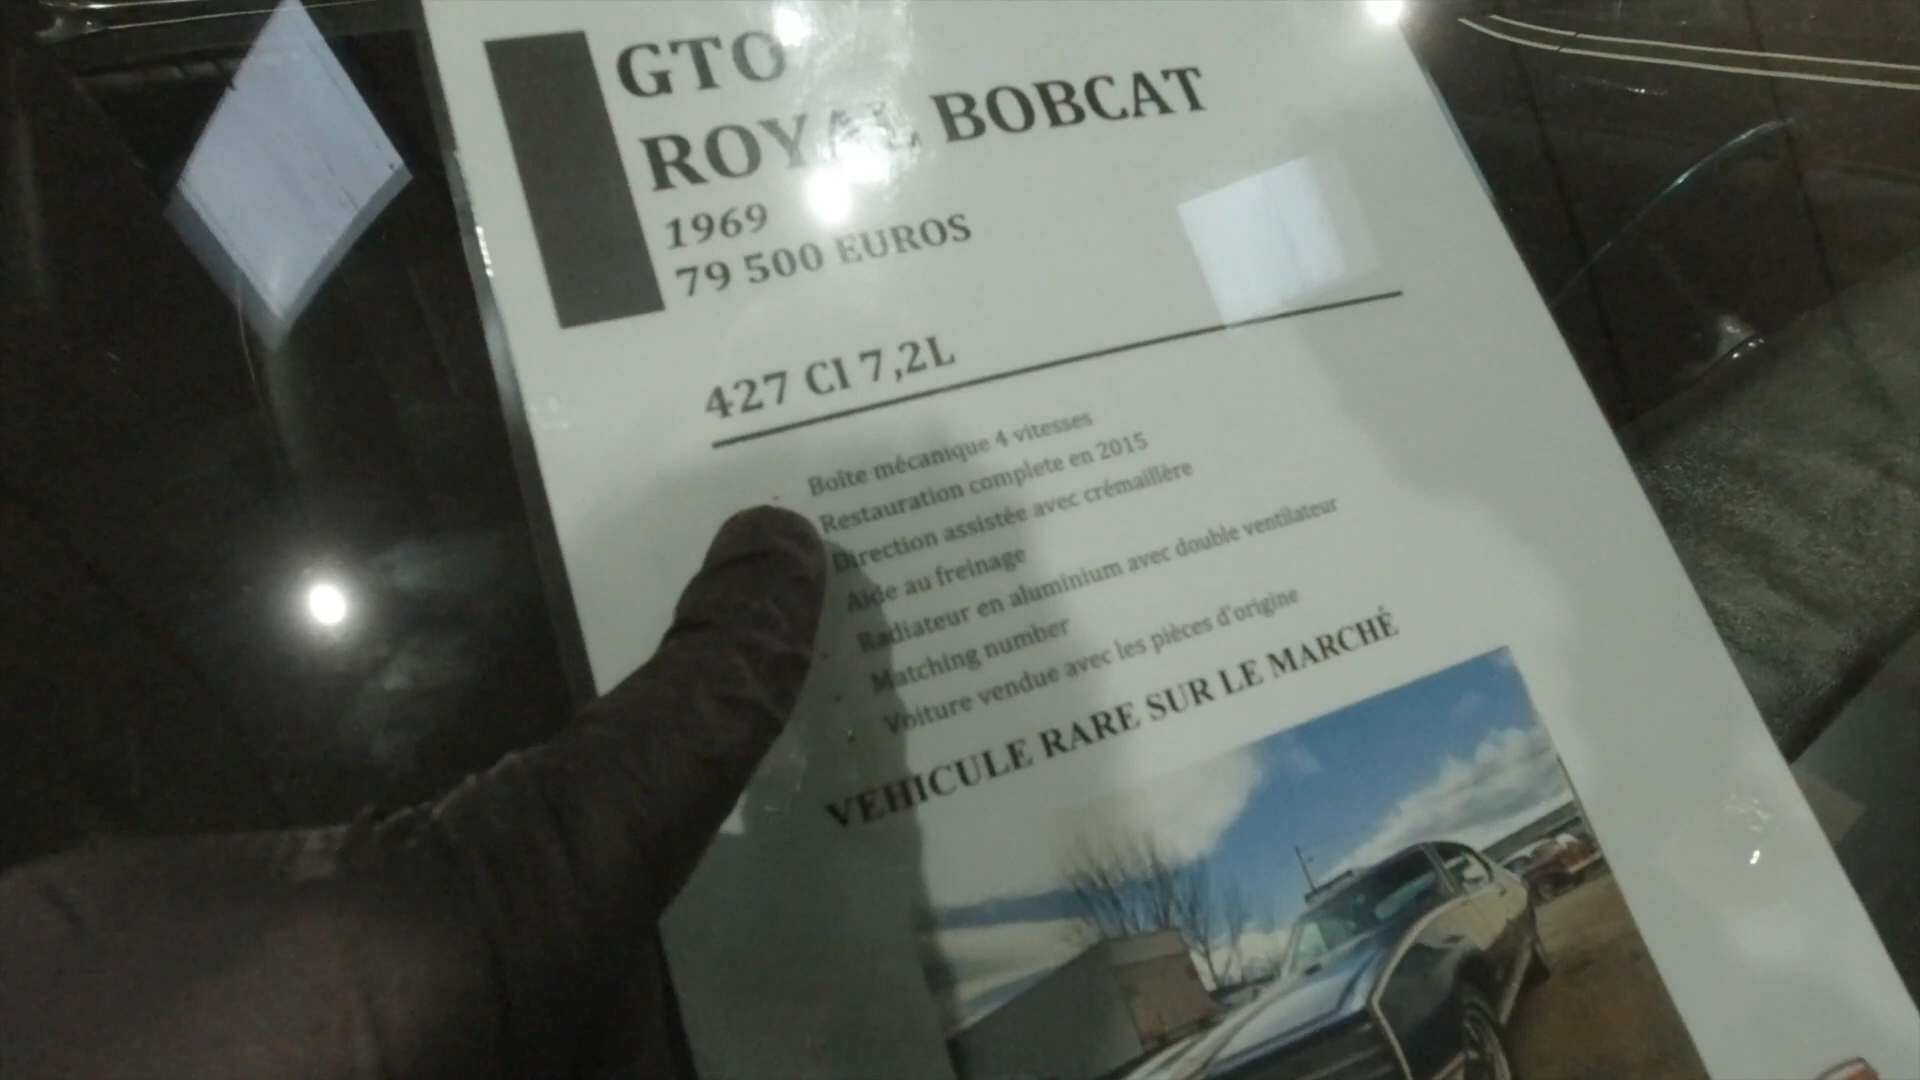 GTO
ROYAL BOBCAT
1969
79 500 EUROS
427 CI 7,2L
- Boîte mécanique 4 vitesses
Restauration complete en 2015
Direction assistée avec crémaillère
Aide au freinage
- Radiateur en aluminium avec double ventilateur
- Matching number
- Voiture vendue avec les pièces d'origine
VEHICULE RARE SUR LE MARCHÉ